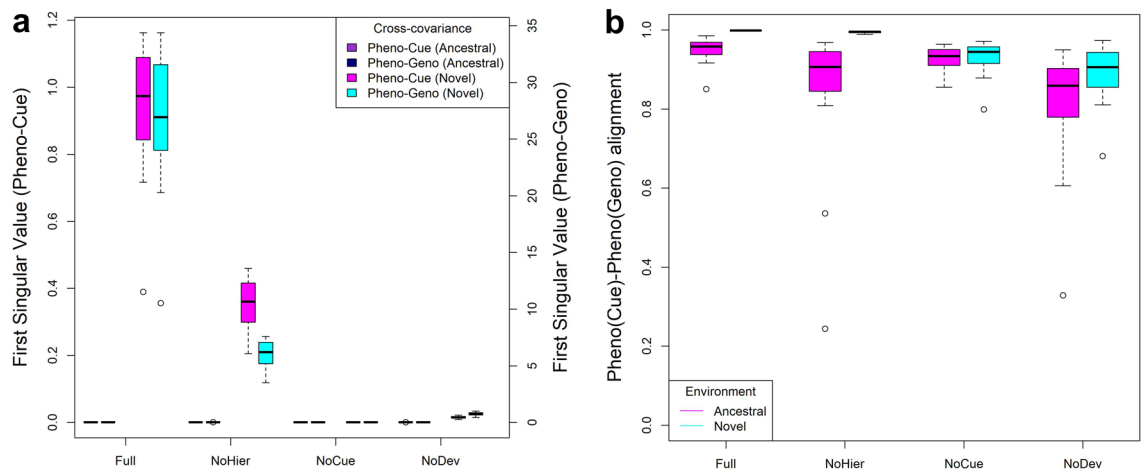 a
First Singular Value (Pheno-Cue)
1.2
1.0
0.8
0.6
0.4
0.2
0.0
Cross-covariance
Pheno-Cue (Ancestral)
Pheno-Geno (Ancestral)
Pheno-Cue (Novel)
Pheno-Geno (Novel)
35
30
25
20
15
10
5
0
First Singular Value (Pheno-Geno)
Full
NoHier
NoCue
NoDev
b
Pheno(Cue)-Pheno(Geno) alignment
1.0
0.8
0.6
0.4
0.2
0.0
Environment
Ancestral
Novel
Full
NoHier
NoCue
NoDev